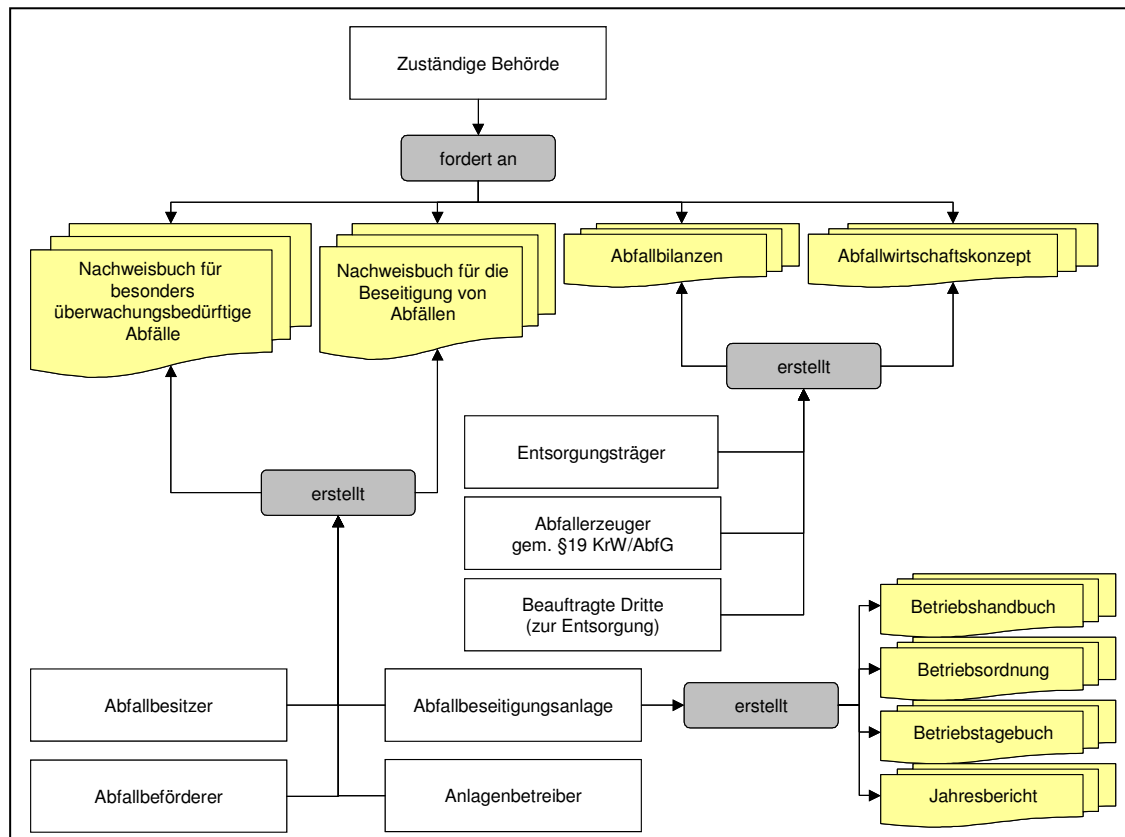 Zuständige Behörde
fordert an
Nachweisbuch für
besonders
überwachungsbedürftige
Abfälle
Nachweisbuch für die
Beseitigung von
Abfällen
Abfallbilanzen
Abfallwirtschaftskonzept
erstellt
Entsorgungsträger
erstellt
Abfallerzeuger
gem. §19 KrW/AbfG
Beauftragte Dritte
(zur Entsorgung)
Betriebshandbuch
Betriebsordnung
Abfallbesitzer
Abfallbeseitigungsanlage
erstellt
Betriebstagebuch
Abfallbeförderer
Anlagenbetreiber
Jahresbericht